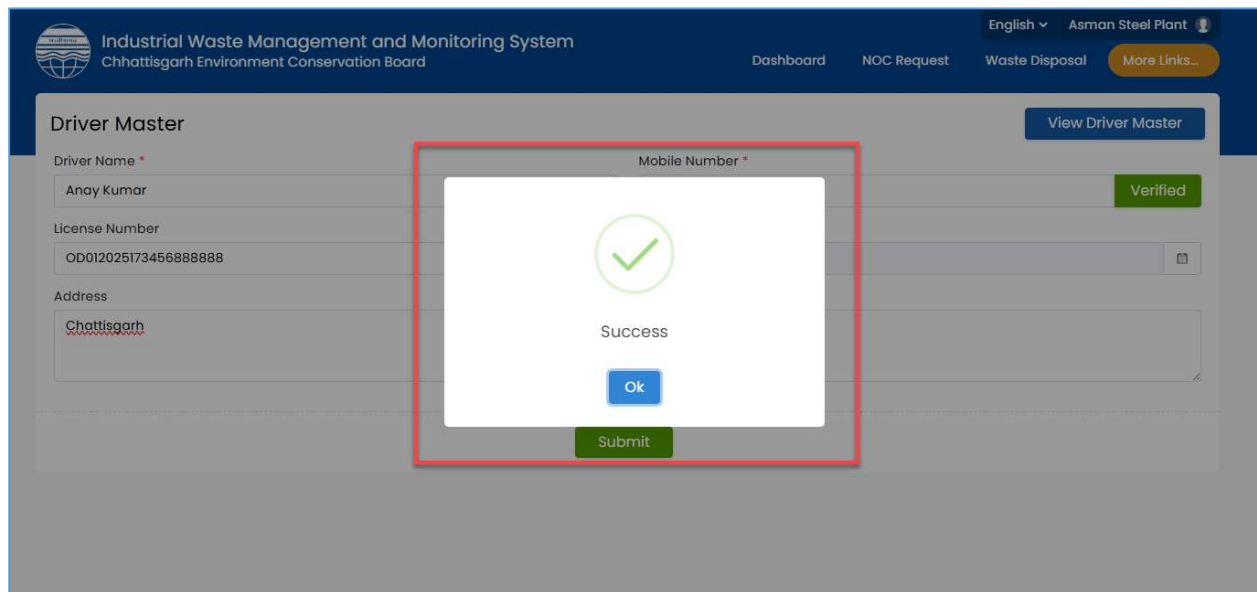 English
Asman Steel Plant
Industrial Waste Management and Monitoring System
Chhattisgarh Environment Conservation Board
Dashboard
NOC Request
Waste Disposal
More Links...
Driver Master
View Driver Master
Driver Name *
Mobile Number *
Anay Kumar
Verified
License Number
OD012025173456888888
Address
Chattisgarh
Success
Ok
Submit